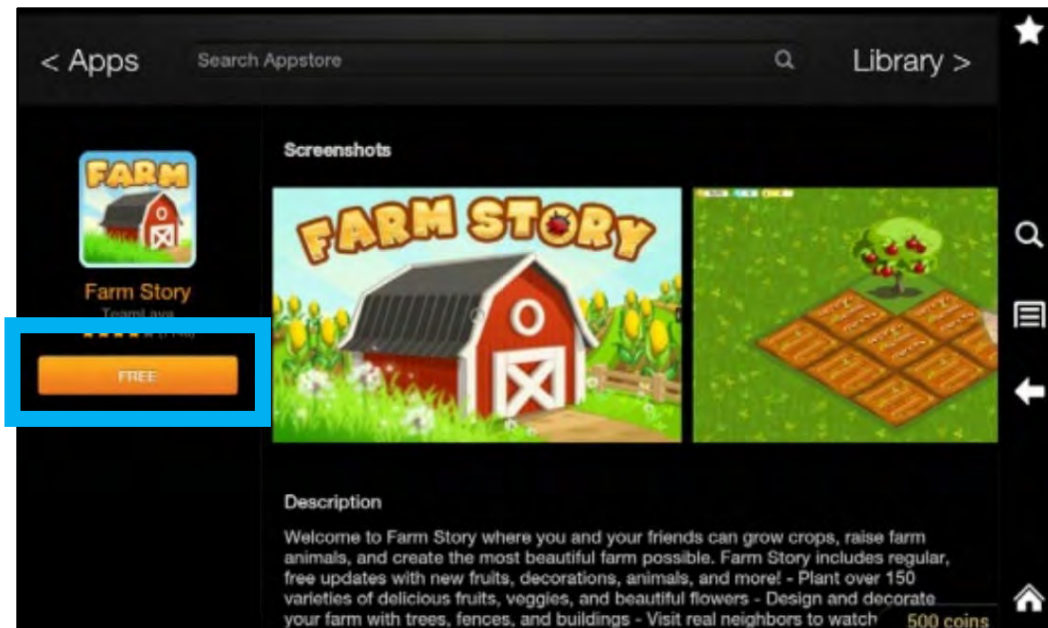 < Apps
Search Appstore
Library >
FARM
Farm Story
TeamLava
FREE
Screenshots
FARM STORY
Description
Welcome to Farm Story where you and your friends can grow crops, raise farm
animals, and create the most beautiful farm possible. Farm Story includes regular,
free updates with new fruits, decorations, animals, and more! - Plant over 150
varieties of delicious fruits, veggies, and beautiful flowers - Design and decorate
your farm with trees, fences, and buildings - Visit real neighbors to watch
500 coins